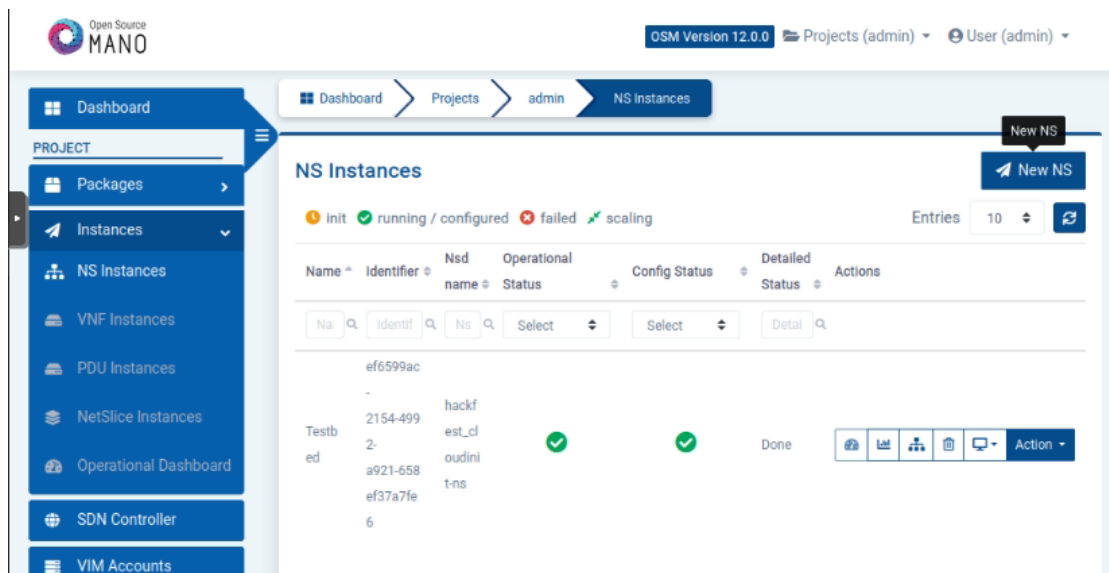 Open Source
MANO
OSM Version 12.0.0 Projects (admin) User (admin)
Dashboard
PROJECT
Packages
Instances
NS Instances
VNF Instances
PDU Instances
NetSlice Instances
Operational Dashboard
SDN Controller
VIM Accounts
Dashboard Projects admin NS Instances
New NS
NS Instances
New NS
init running / configured failed scaling
Entries 10
Name Identifier Nsd name Operational Status Config Status Detailed Status Actions
Na Identif Ns Select Select Detai
Testb
ed
ef6599ac
-
2154-499
2-
a921-658
ef37a7fe
6
hackf
est_cl
oudini
t-ns
Done
Action